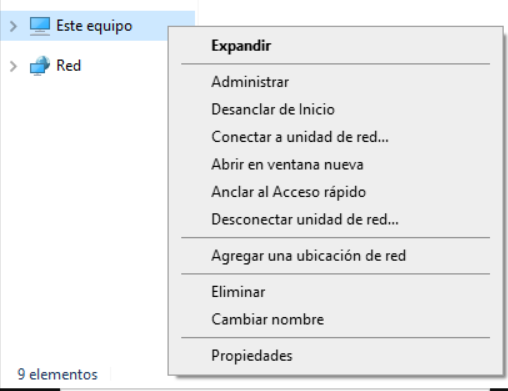 Este equipo
Red
Expandir
Administrar
Desanclar de Inicio
Conectar a unidad de red...
Abrir en ventana nueva
Anclar al Acceso rápido
Desconectar unidad de red...
Agregar una ubicación de red
Eliminar
Cambiar nombre
Propiedades
9 elementos